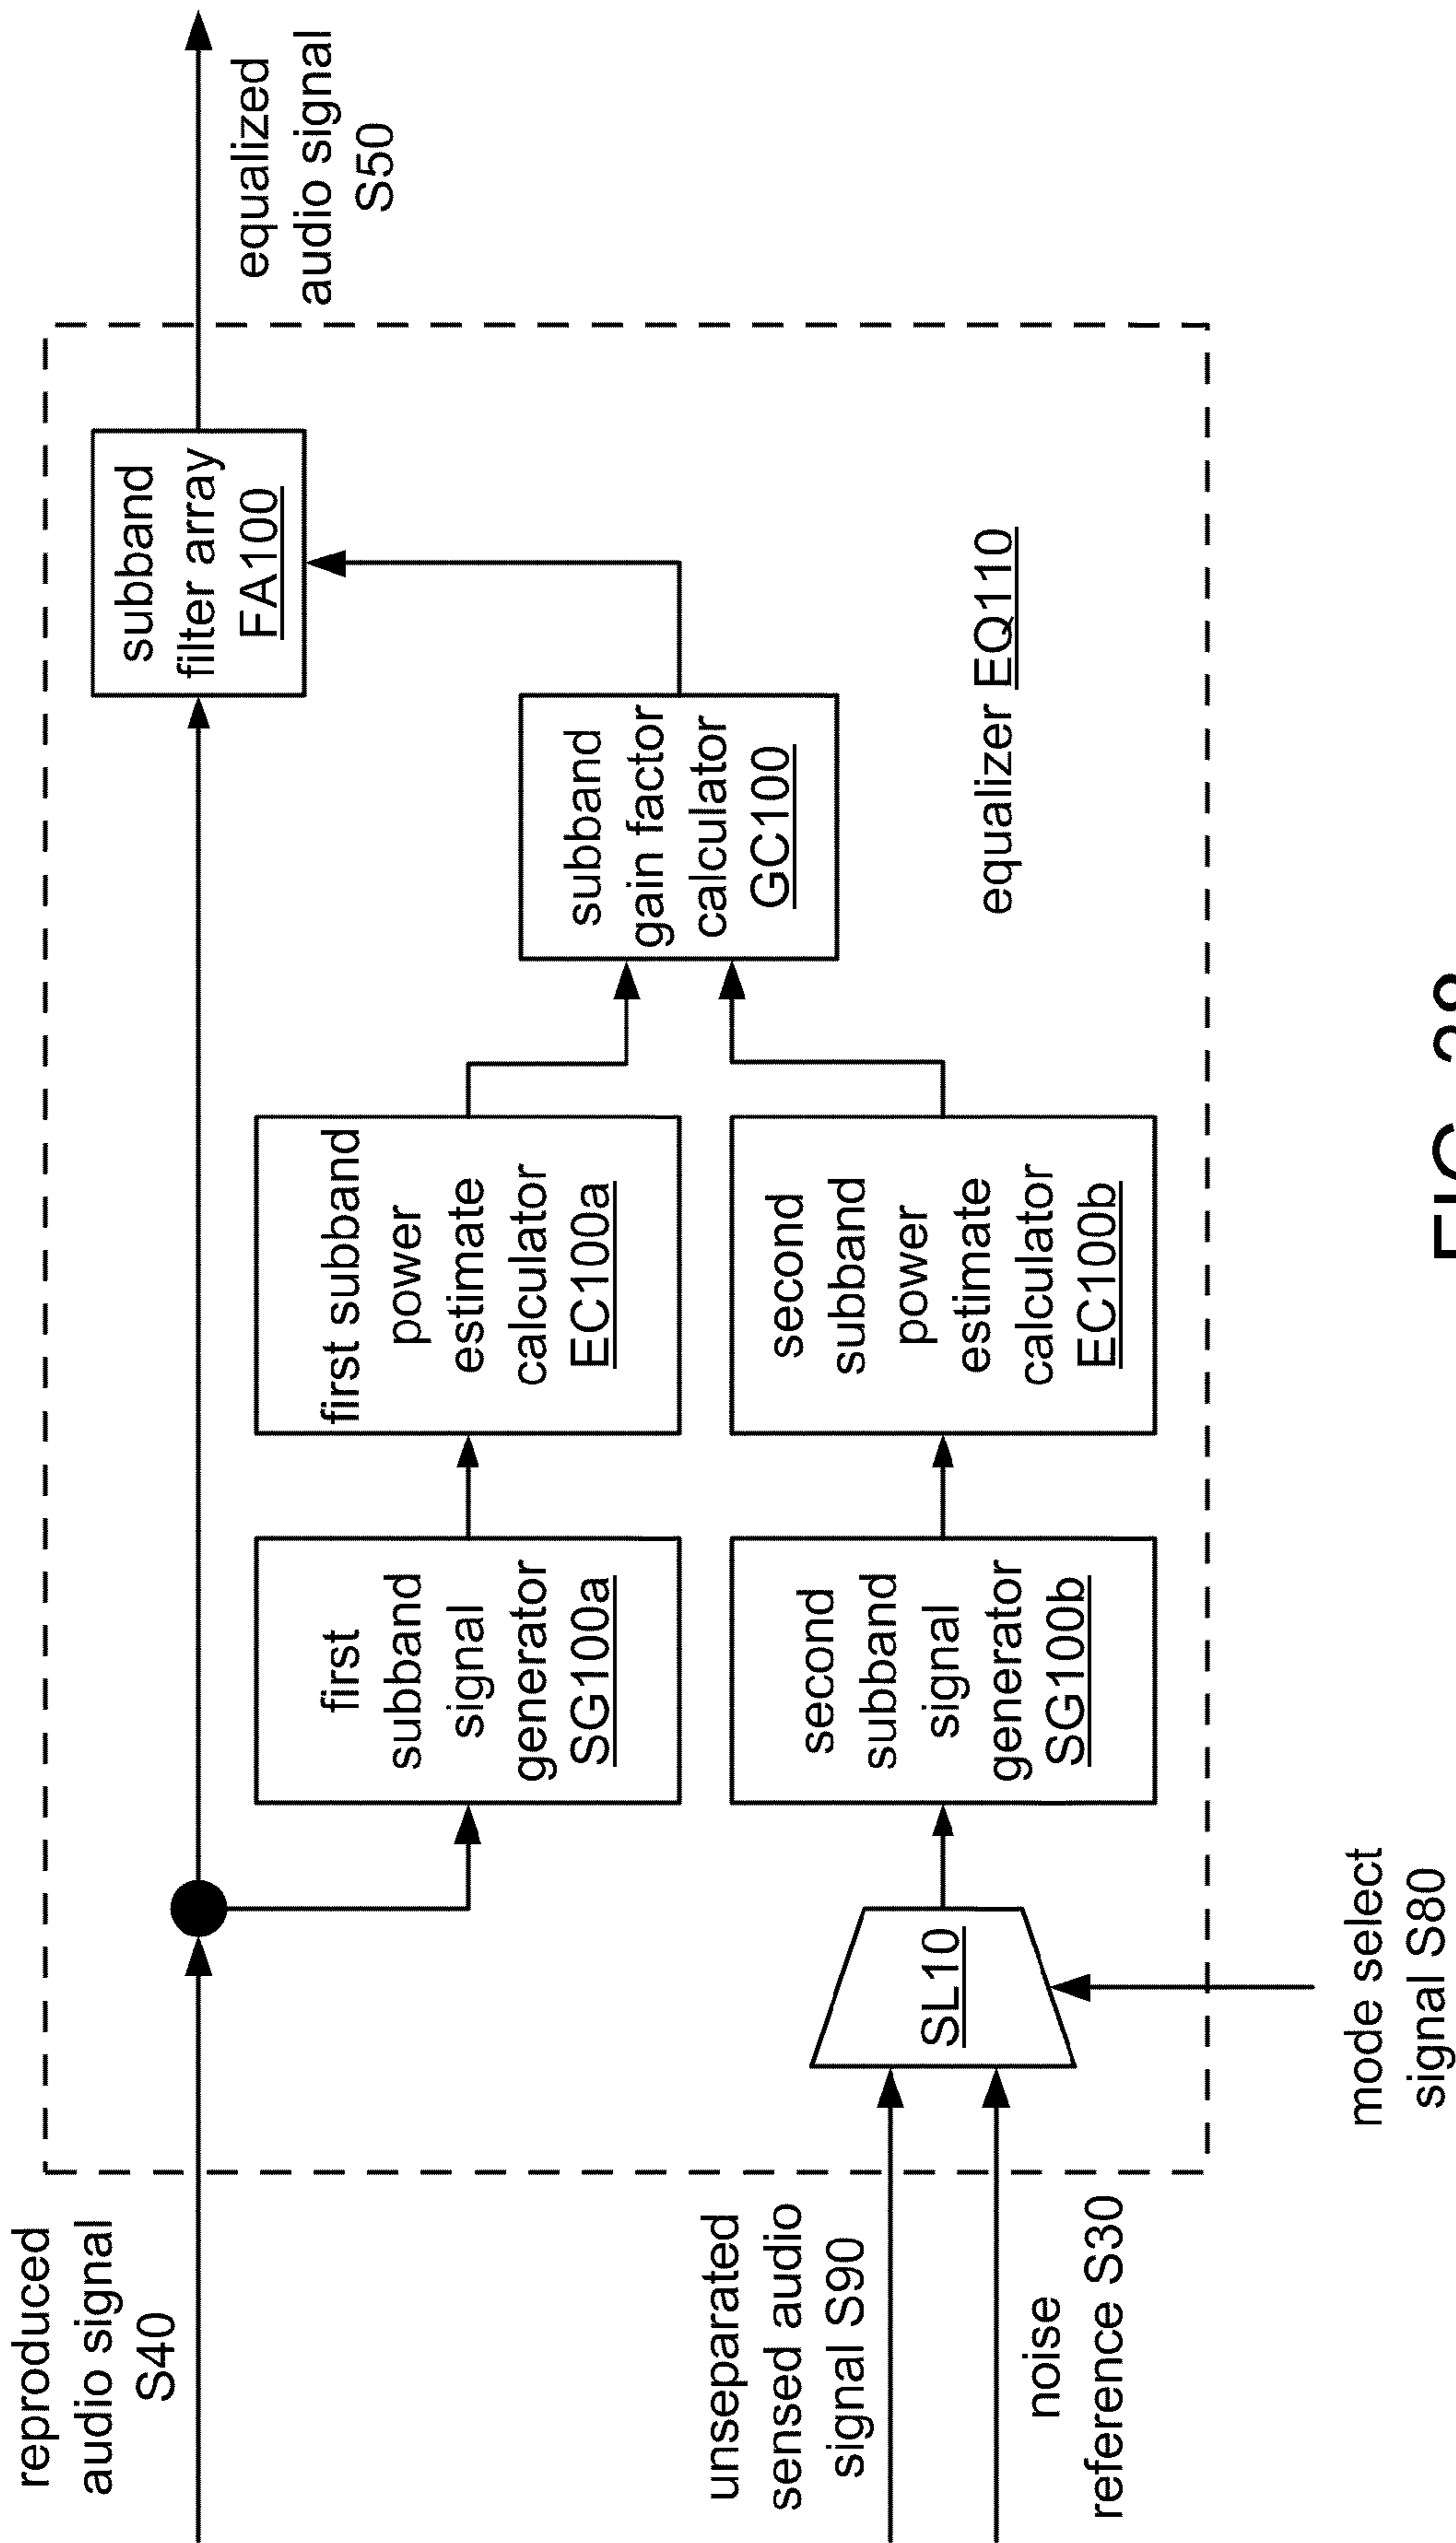 reproduced
audio signal
S40
equalized
audio signal
S50
subband
filter array
FA100
first
subband
signal
generator
SG100a
first subband
power
estimate
calculator
EC100a
subband
gain factor
calculator
GC100
unseparated
sensed audio
signal S90
noise
reference S30
SL10
second
subband
signal
generator
SG100b
second
subband
power
estimate
calculator
EC100b
equalizer EQ110
mode select
signal S80